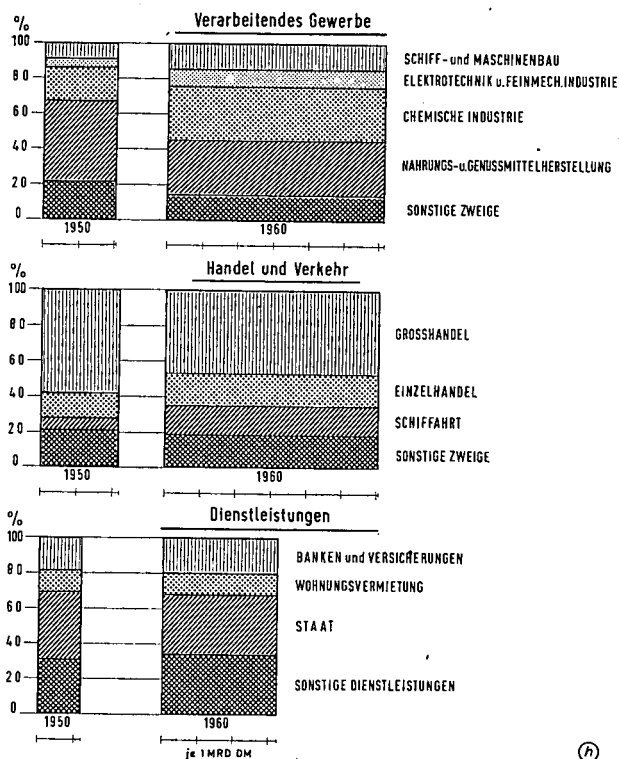 Verarbeitendes Gewerbe
%
100
80
60
40
20
0
1950
1960
SCHIFF- und MASCHINENBAU
ELEKTROTECHNIK u. FEINMECH. INDUSTRIE
CHEMISCHE INDUSTRIE
NAHRUNGS- u. GENUSSMITTELHERSTELLUNG
SONSTIGE ZWEIGE
Handel und Verkehr
%
100
80
60
40
20
0
1950
1960
GROSSHANDEL
EINZELHANDEL
SCHIFFAHRT
SONSTIGE ZWEIGE
Dienstleistungen
%
100
80
60
40
20
0
1950
1960
BANKEN und VERSICHERUNGEN
WOHNUNGSVERMIETUNG
STAAT
SONSTIGE DIENSTLEISTUNGEN
je 1 MRD DM
h